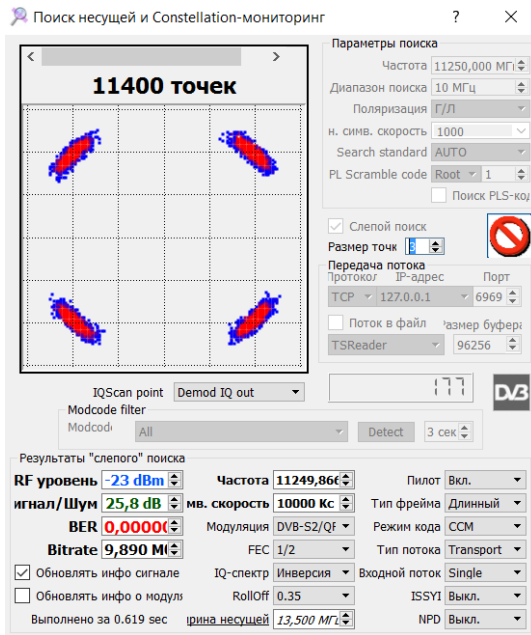 Поиск несущей и Constellation-мониторинг ? ×
< >
11400 точек
Параметры поиска
Частота 11250,000 МГц
Диапазон поиска 10 МГц
Поляризация Г/Л
н. симв. скорость 1000
Search standard AUTO
PL Scramble code Root 1
Поиск PLS-код
Слепой поиск
Размер точк 3
Передача потока
Протокол IP-адрес Порт
TCP 127.0.0.1 6969
Поток в файл Размер буфера
TSReader 96256
IQScan point Demod IQ out
177 DVB
Modcode filter
Modcode All Detect 3 сек
Результаты "слепого" поиска
RF уровень -23 dBm Частота 11249,866 Пилот Вкл.
игнал/Шум 25,8 dB мв. скорость 10000 Кс Тип фрейма Длинный
BER 0,00000( Модуляция DVB-S2/QF Режим кода CCM
Bitrate 9,890 М( FEC 1/2 Тип потока Transport
Обновлять инфо сигнале IQ-спектр Инверсия Входной поток Single
Обновлять инфо о модуля RollOff 0.35 ISSYI Выкл.
Выполнено за 0.619 sec ирина несущей 13,500 МГц NPD Выкл.